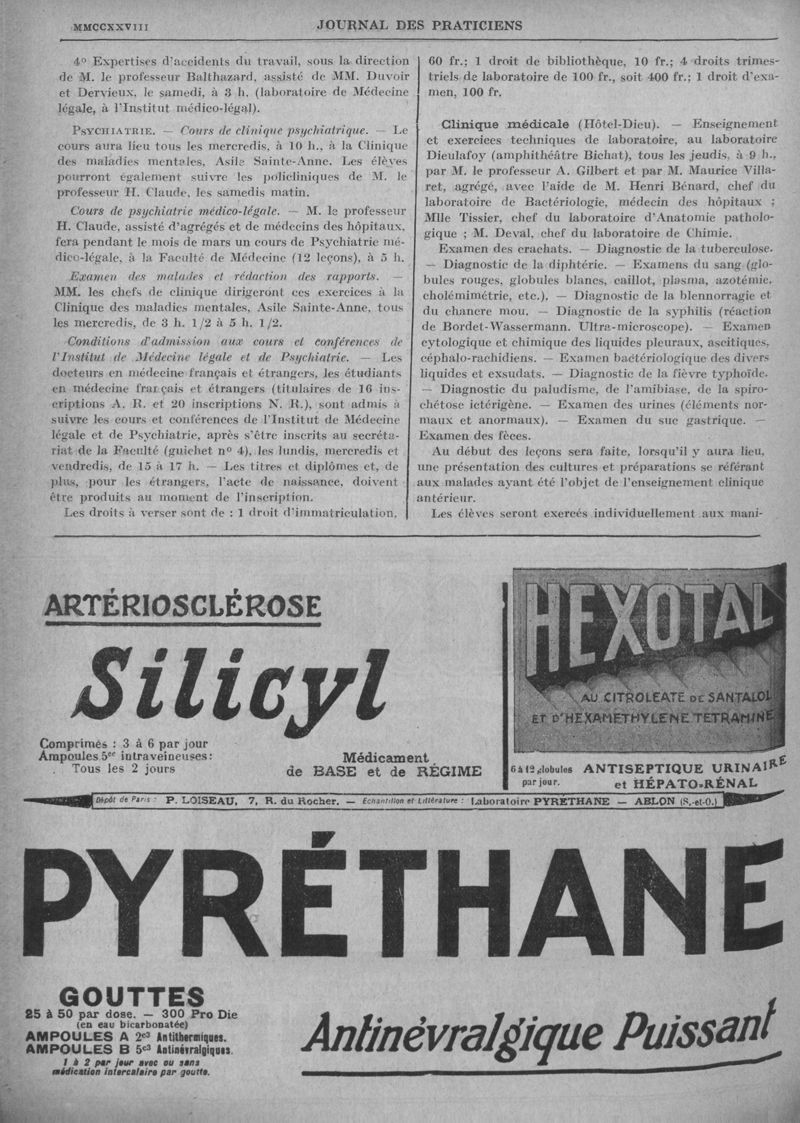 MMCCXXVIII
JOURNAL DES PRATICIENS
4° Expertises d'accidents du travail, sous la direction
de M. le professeur Balthazard, assisté de MM. Duvoir
et Dervieux, le samedi, à 3 h. (laboratoire de Médecine
légale, à l'Institut médico-légal).
PSYCHIATRIE. — Cours de clinique psychiatrique. — Le
cours aura lieu tous les mercredis, à 10 h., à la Clinique
des maladies mentales, Asile Sainte-Anne. Les élèves
pourront également suivre les policliniques de M. le
professeur H. Claude, les samedis matin.
Cours de psychiatrie médico-légale. — M. le professeur
H. Claude, assisté d'agrégés et de médecins des hôpitaux,
fera pendant le mois de mars un cours de Psychiatrie mé-
dico-légale, à la Faculté de Médecine (12 leçons), à 5 h.
Examen des malades et rédaction des rapports. —
MM. les chefs de clinique dirigeront ces exercices à la
Clinique des maladies mentales, Asile Sainte-Anne, tous
les mercredis, de 3 h. 1/2 à 5 h. 1/2.
Conditions d'admission aux cours et conférences de
l'Institut de Médecine légale et de Psychiatrie. — Les
docteurs en médecine français et étrangers, les étudiants
en médecine français et étrangers (titulaires de 16 ins-
criptions A. R. et 20 inscriptions N. R.), sont admis à
suivre les cours et conférences de l'Institut de Médecine
légale et de Psychiatrie, après s'être inscrits au secréta-
riat de la Faculté (guichet n° 4), les lundis, mercredis et
vendredis, de 15 à 17 h. — Les titres et diplômes et, de
plus, pour les étrangers, l'acte de naissance, doivent
être produits au moment de l'inscription.
Les droits à verser sont de : 1 droit d'immatriculation,
60 fr.; 1 droit de bibliothèque, 10 fr.; 4 droits trimes-
triels de laboratoire de 100 fr., soit 400 fr.; 1 droit d'exa-
men, 100 fr.
Clinique médicale (Hôtel-Dieu). — Enseignement
et exercices techniques de laboratoire, au laboratoire
Dieulafoy (amphithéâtre Bichat), tous les jeudis, à 9 h.,
par M. le professeur A. Gilbert et par M. Maurice Villa-
ret, agrégé, avec l'aide de M. Henri Bénard, chef du
laboratoire de Bactériologie, médecin des hôpitaux ;
Mlle Tissier, chef du laboratoire d'Anatomie patholo-
gique ; M. Deval, chef du laboratoire de Chimie.
Examen des crachats. — Diagnostic de la tuberculose.
— Diagnostic de la diphtérie. — Examens du sang (glo-
bules rouges, globules blancs, caillot, plasma, azotémie,
cholémimétrie, etc.). — Diagnostic de la blennorragie et
du chancre mou. — Diagnostic de la syphilis (réaction
de Bordet-Wassermann. Ultra-microscope). — Examen
cytologique et chimique des liquides pleuraux, ascitiques,
céphalo-rachidiens. — Examen bactériologique des divers
liquides et exsudats. — Diagnostic de la fièvre typhoïde.
— Diagnostic du paludisme, de l'amibiase, de la spiro-
chétose ictérigène. — Examen des urines (éléments nor-
maux et anormaux). — Examen du suc gastrique. —
Examen des fèces.
Au début des leçons sera faite, lorsqu'il y aura lieu,
une présentation des cultures et préparations se référant
aux malades ayant été l'objet de l'enseignement clinique
antérieur.
Les élèves seront exercés individuellement aux mani-
ARTÉRIOSCLÉROSE
Silicyl
Comprimés : 3 à 6 par jour
Ampoules 5cc intraveineuses:
Tous les 2 jours
Médicament
de BASE et de RÉGIME
HEXOTAL
AU CITROLEATE DE SANTALOL
ET D'HEXAMETHYLENE TETRAMINE
6 à 12 globules
par jour.
ANTISEPTIQUE URINAIRE
et HÉPATO-RÉNAL
Dépôt de Paris : P. LOISEAU, 7, R. du Rocher. — Echantillon et Littérature : Laboratoire PYRETHANE — ABLON (S.-et-O.)
PYRÉTHANE
GOUTTES
25 à 50 par dose. — 300 Pro Die
(en eau bicarbonatée)
AMPOULES A 2cc Antithermiques.
AMPOULES B 5cc Antinévralgiques.
1 à 2 par jour avec ou sans
médication intercalaire par goutte.
Antinévralgique Puissant